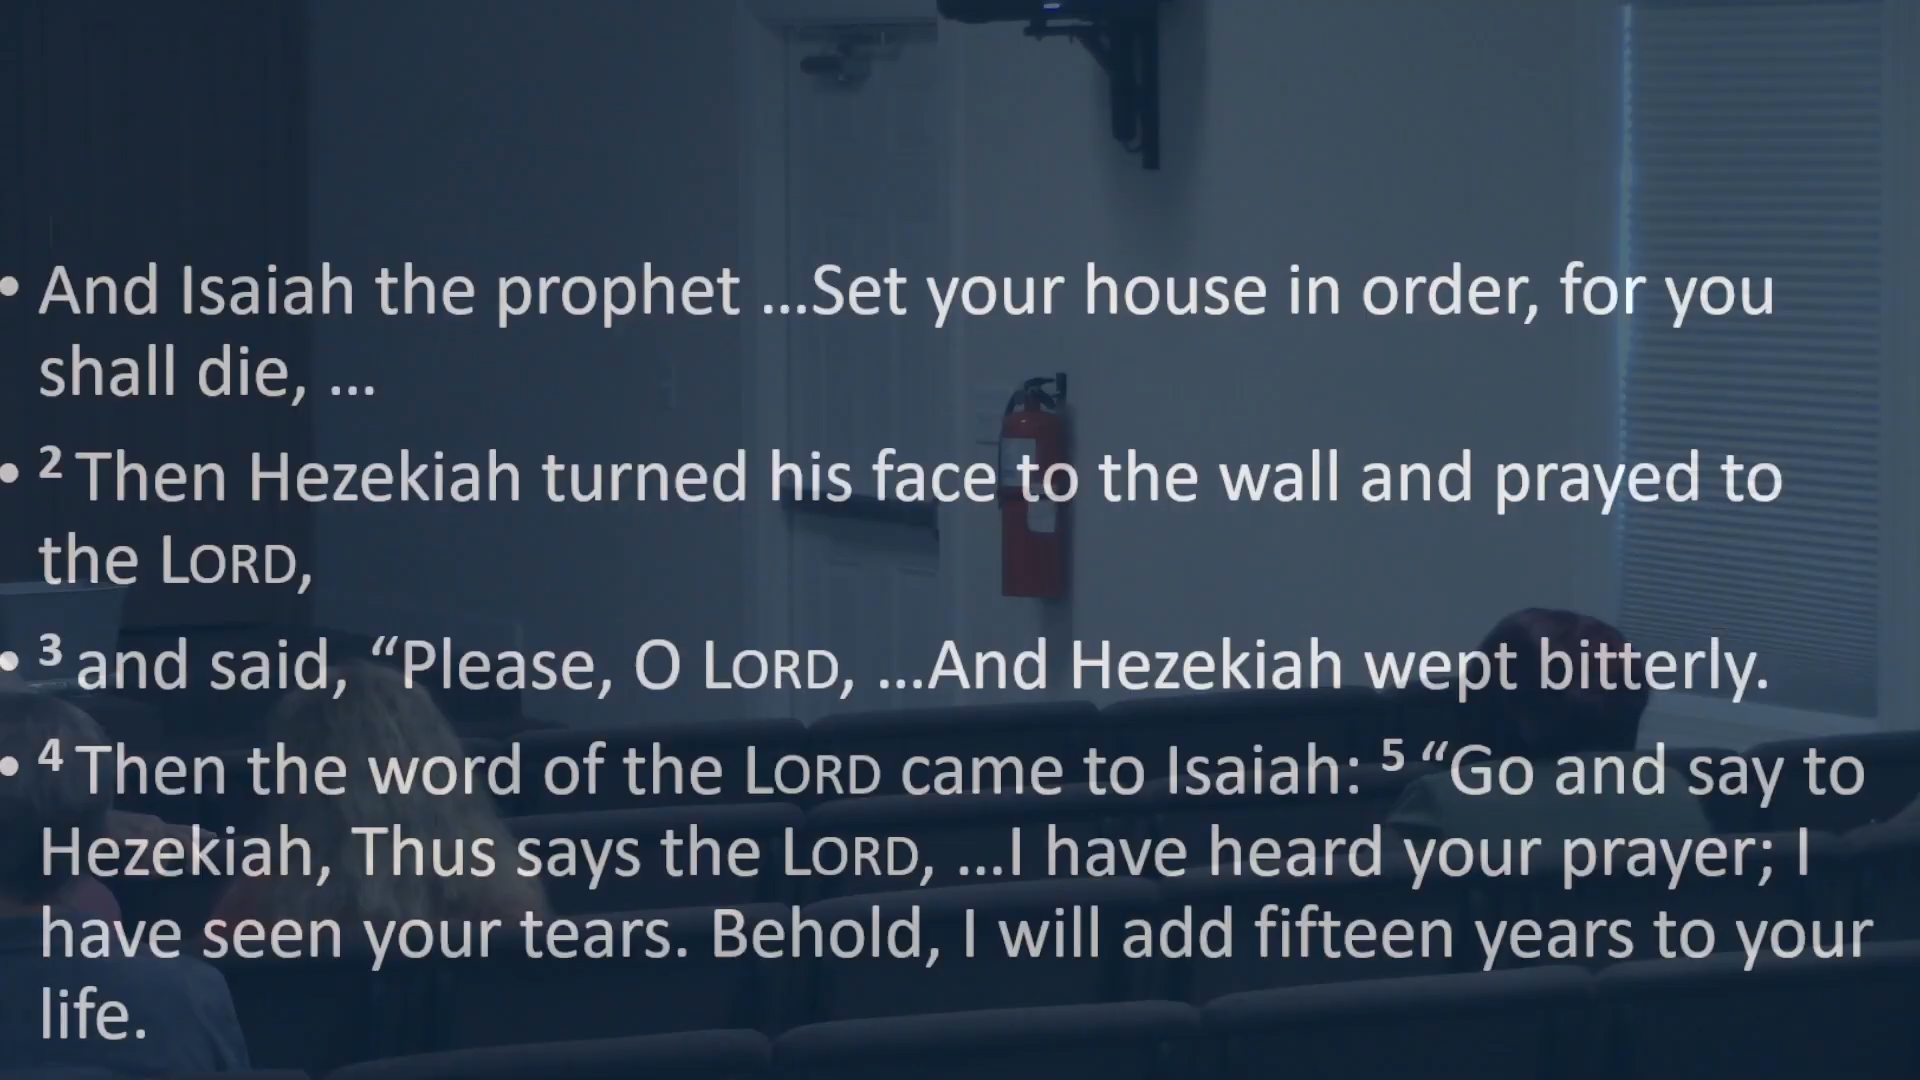 • And Isaiah the prophet ...Set your house in order, for you
shall die, ...
• ² Then Hezekiah turned his face to the wall and prayed to
the LORD,
• ³ and said, “Please, O LORD, ...And Hezekiah wept bitterly.
• ⁴ Then the word of the LORD came to Isaiah: ⁵ “Go and say to
Hezekiah, Thus says the LORD, ...I have heard your prayer; I
have seen your tears. Behold, I will add fifteen years to your
life.